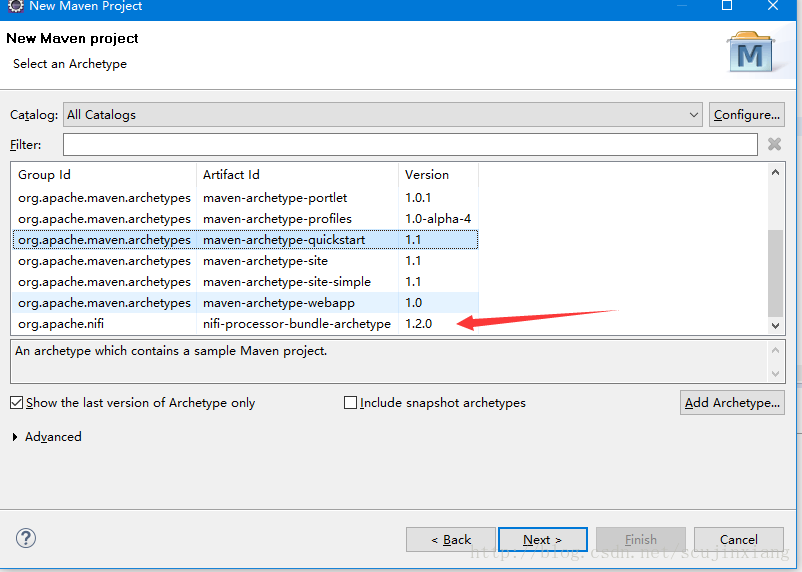 New Maven Project
New Maven project
Select an Archetype
M
Catalog: All Catalogs Configure...
Filter:
Group Id Artifact Id Version
org.apache.maven.archetypes maven-archetype-portlet 1.0.1
org.apache.maven.archetypes maven-archetype-profiles 1.0-alpha-4
org.apache.maven.archetypes maven-archetype-quickstart 1.1
org.apache.maven.archetypes maven-archetype-site 1.1
org.apache.maven.archetypes maven-archetype-site-simple 1.1
org.apache.maven.archetypes maven-archetype-webapp 1.0
org.apache.nifi nifi-processor-bundle-archetype 1.2.0
An archetype which contains a sample Maven project.
Show the last version of Archetype only Include snapshot archetypes Add Archetype...
Advanced
? < Back Next > Finish Cancel
http://blog.csdn.net/scujinxiang